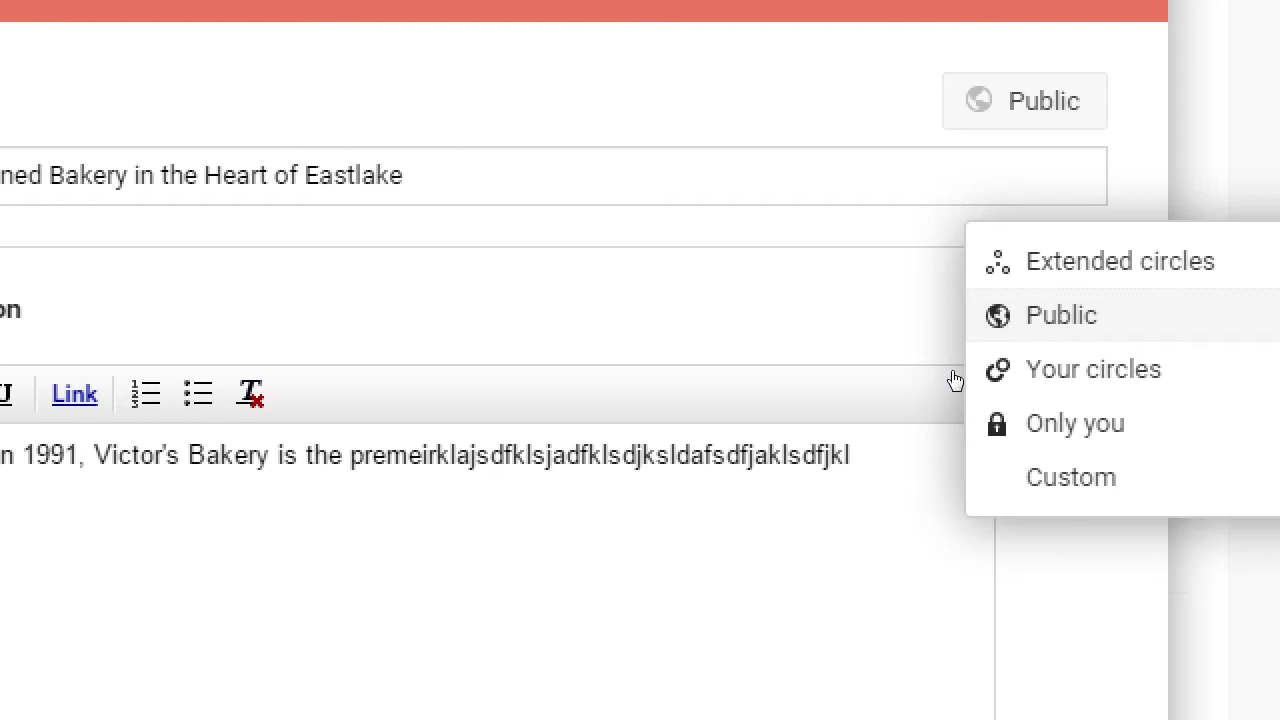 Public
ned Bakery in the Heart of Eastlake
Extended circles
on
Public
Your circles
U Link
Only you
n 1991, Victor's Bakery is the premeirklajsdfklsjadfklsdjksldafsdfjaklsdfjkl
Custom